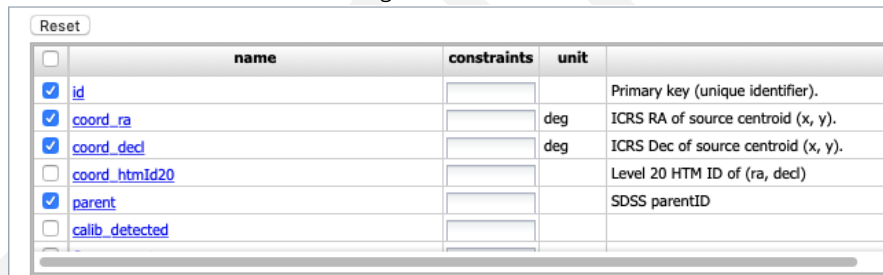 Reset
name constraints unit
id Primary key (unique identifier).
coord_ra deg ICRS RA of source centroid (x, y).
coord_decl deg ICRS Dec of source centroid (x, y).
coord_htmId20 Level 20 HTM ID of (ra, decl)
parent SDSS parentID
calib_detected